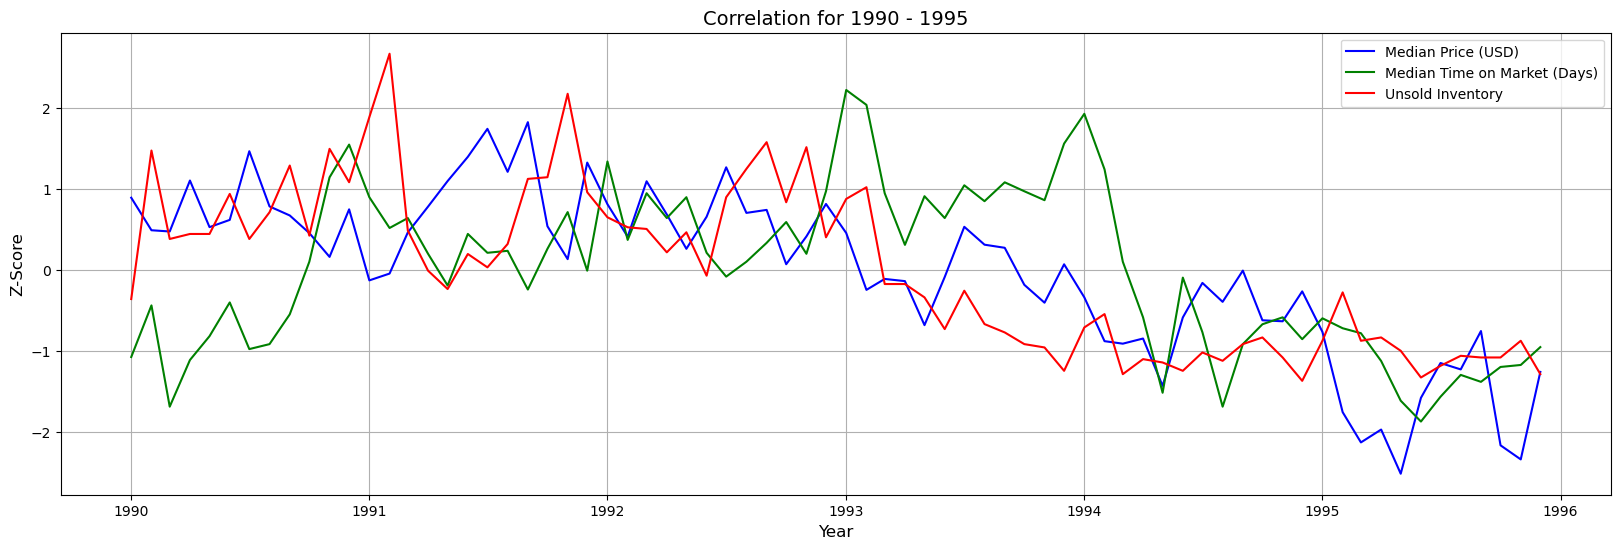 Correlation for 1990 - 1995
Median Price (USD)
Median Time on Market (Days)
Unsold Inventory
Z-Score
2
1
0
−1
−2
1990 1991 1992 1993 1994 1995 1996
Year